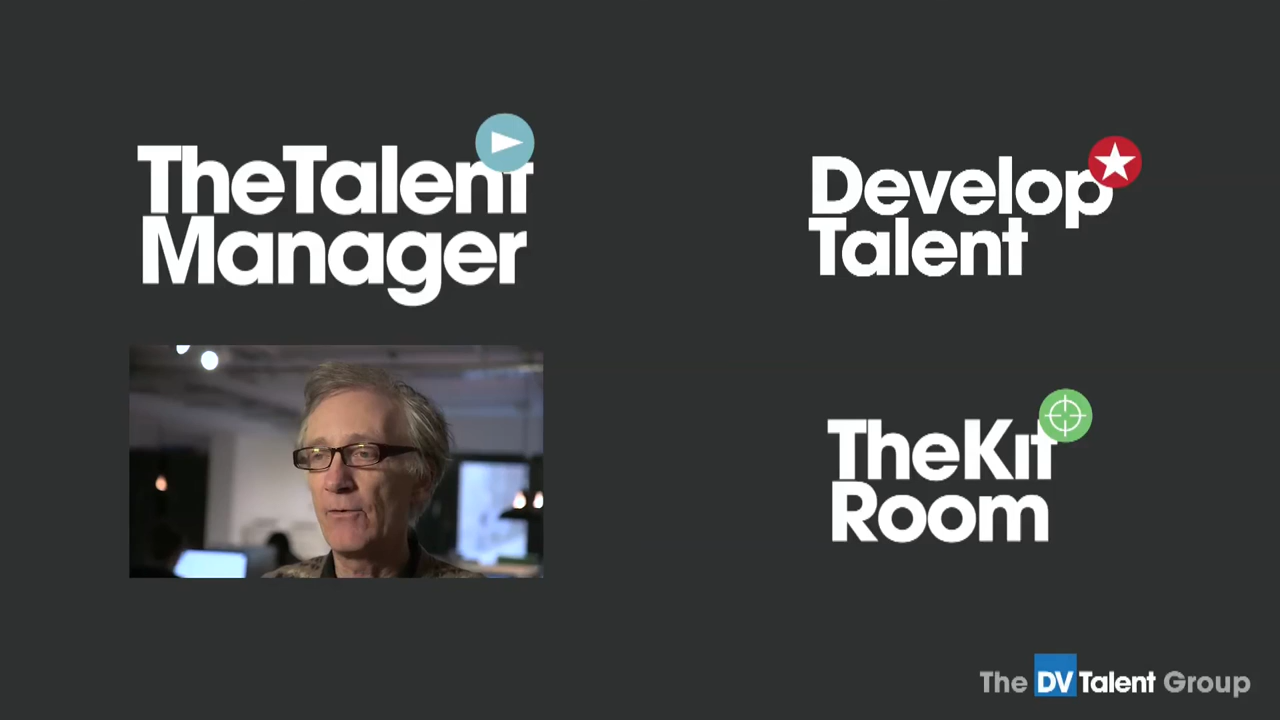 TheTalent
Manager
Develop
Talent
TheKit
Room
The DV Talent Group